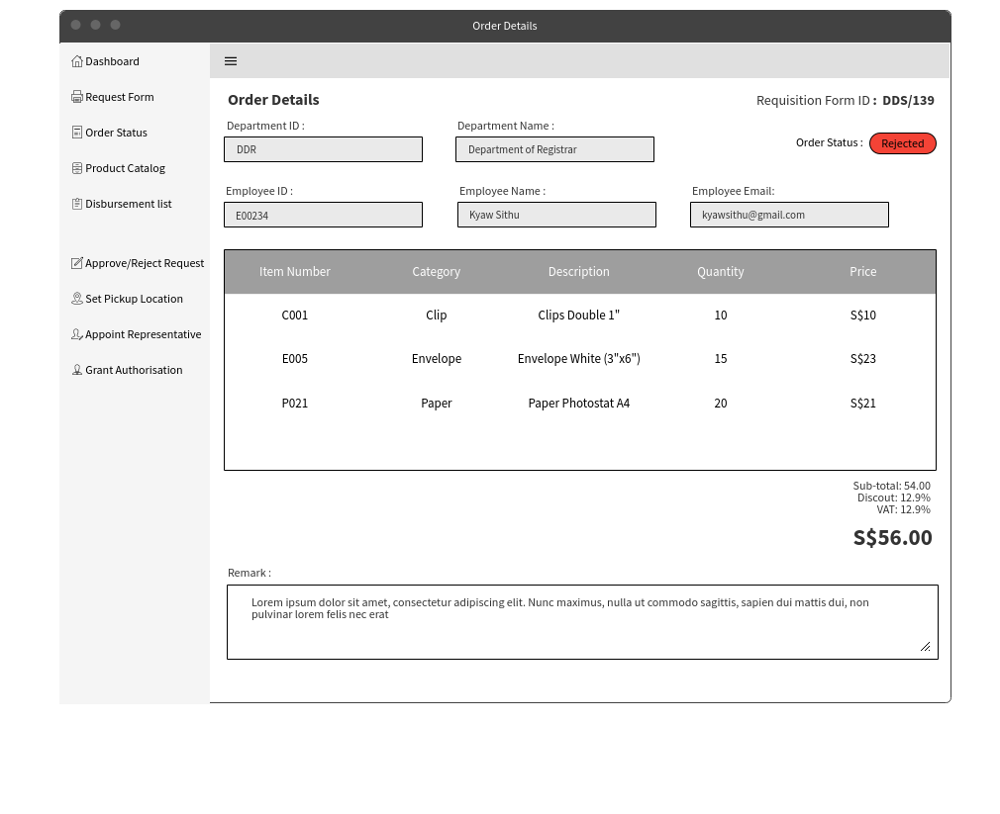 Order Details
Dashboard
Request Form
Order Status
Product Catalog
Disbursement list
Approve/Reject Request
Set Pickup Location
Appoint Representative
Grant Authorisation
Order Details
Requisition Form ID : DDS/139
Department ID :
Department Name :
DDR
Department of Registrar
Order Status :
Rejected
Employee ID :
Employee Name :
Employee Email:
E00234
Kyaw Sithu
kyawsithu@gmail.com
Item Number Category Description Quantity Price
C001 Clip Clips Double 1" 10 S$10
E005 Envelope Envelope White (3"x6") 15 S$23
P021 Paper Paper Photostat A4 20 S$21
Sub-total: 54.00
Discout: 12.9%
VAT: 12.9%
S$56.00
Remark :
Lorem ipsum dolor sit amet, consectetur adipiscing elit. Nunc maximus, nulla ut commodo sagittis, sapien dui mattis dui, non
pulvinar lorem felis nec erat